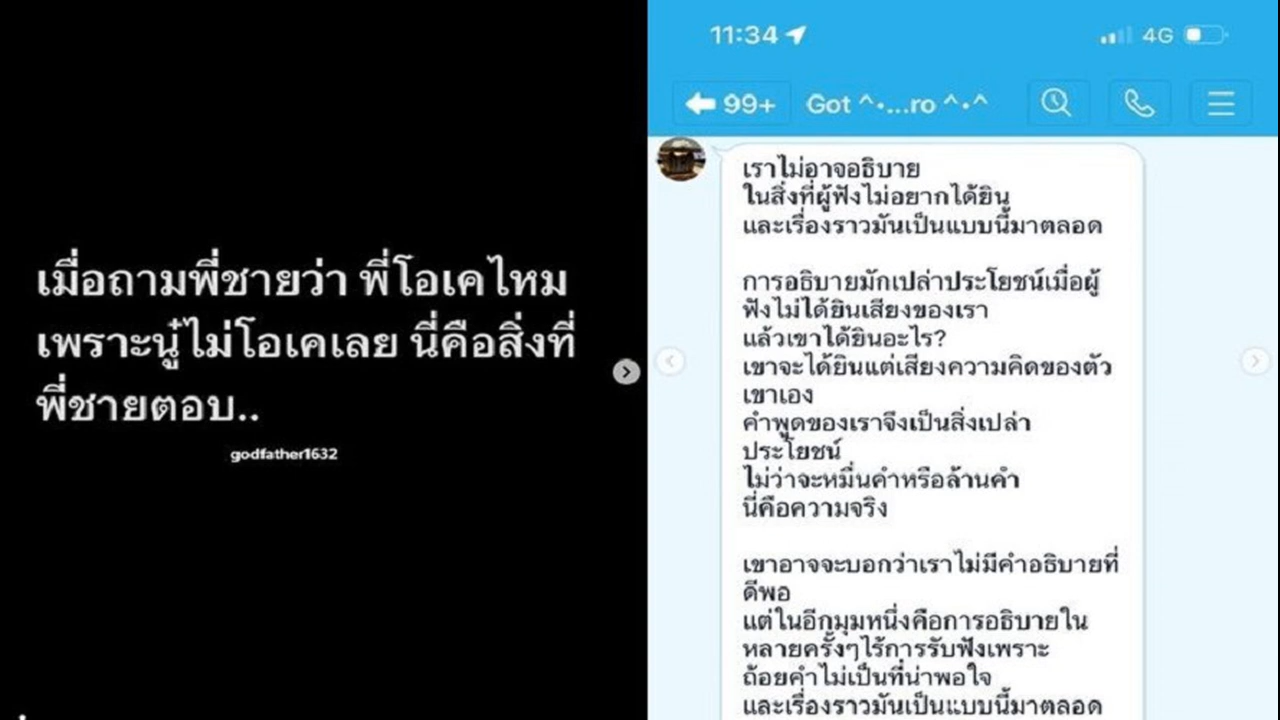 เมื่อถามพี่ชายว่า พี่โอเคไหม
เพราะนู๋ไม่โอเคเลย นี่คือสิ่งที่
พี่ชายตอบ..
godfather1632
11:34
4G
99+ Got ^•...ro ^•^
เราไม่อาจอธิบาย
ในสิ่งที่ผู้ฟังไม่อยากได้ยิน
และเรื่องราวมันเป็นแบบนี้มาตลอด
การอธิบายมักเปล่าประโยชน์เมื่อผู้
ฟังไม่ได้ยินเสียงของเรา
แล้วเขาได้ยินอะไร?
เขาจะได้ยินแต่เสียงความคิดของตัว
เขาเอง
คำพูดของเราจึงเป็นสิ่งเปล่า
ประโยชน์
ไม่ว่าจะหมื่นคำหรือล้านคำ
นี่คือความจริง
เขาอาจจะบอกว่าเราไม่มีคำอธิบายที่
ดีพอ
แต่ในอีกมุมหนึ่งคือการอธิบายใน
หลายครั้งๆไร้การรับฟังเพราะ
ถ้อยคำไม่เป็นที่น่าพอใจ
และเรื่องราวมันเป็นแบบนี้มาตลอด